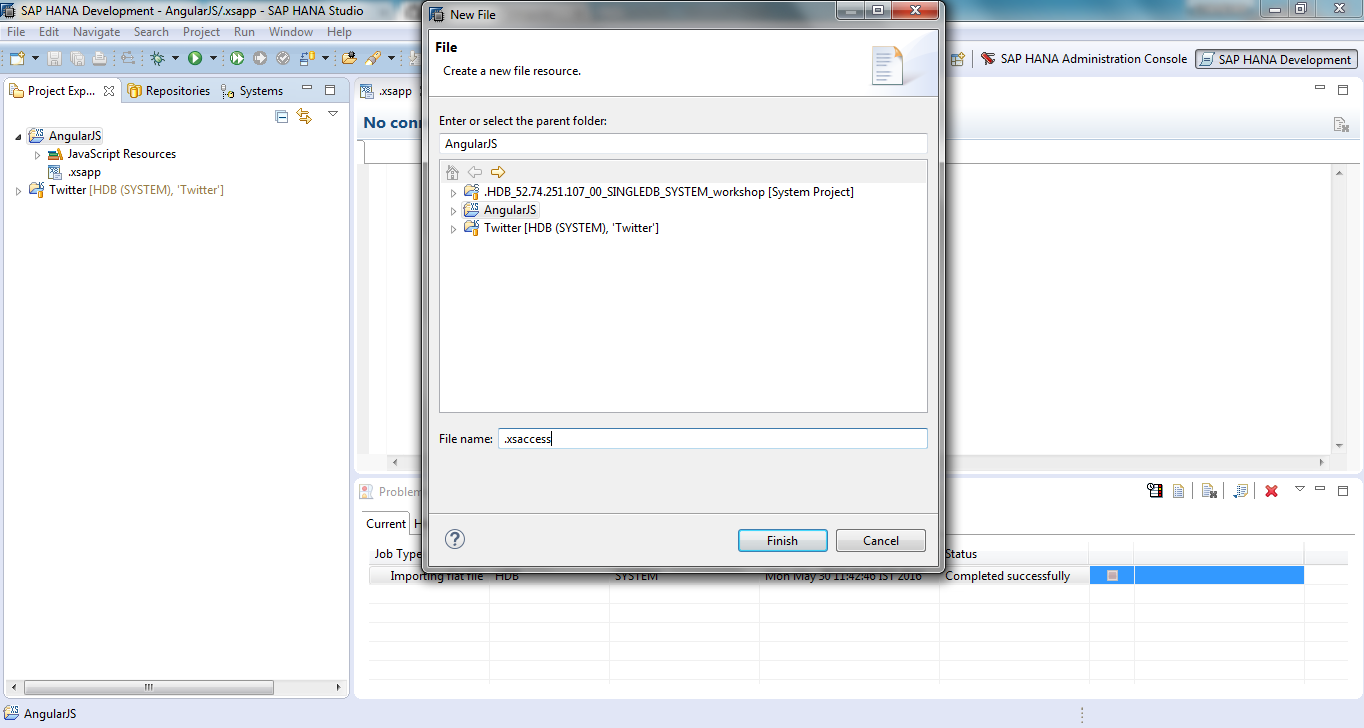 SAP HANA Development - AngularJS/.xsapp - SAP HANA Studio
File Edit Navigate Search Project Run Window Help
SAP HANA Administration Console
SAP HANA Development
Project Exp...
Repositories
Systems
AngularJS
JavaScript Resources
.xsapp
Twitter [HDB (SYSTEM), 'Twitter']
.xsapp
No con
New File
File
Create a new file resource.
Enter or select the parent folder:
AngularJS
.HDB_52.74.251.107_00_SINGLEDB_SYSTEM_workshop [System Project]
AngularJS
Twitter [HDB (SYSTEM), 'Twitter']
File name:
.xsaccess
Finish
Cancel
Problem
Current H
Job Type Status
Importing flat file HDB SYSTEM Mon May 30 11:42:46 IST 2016 Completed successfully
AngularJS